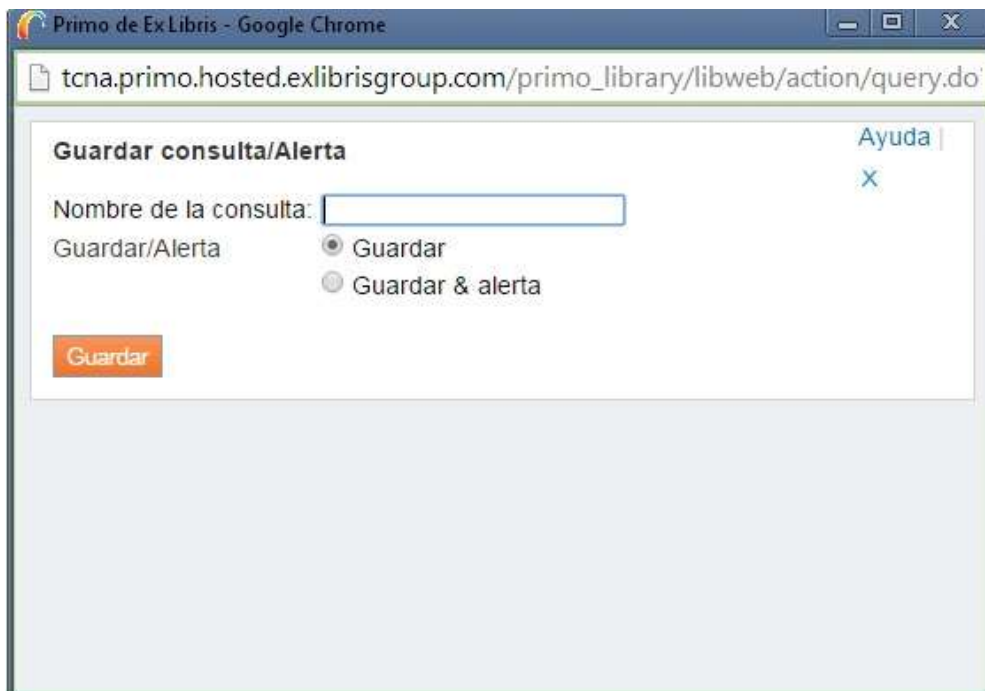 Primo de Ex Libris - Google Chrome
tcna.primo.hosted.exlibrisgroup.com/primo_library/libweb/action/query.do
Guardar consulta/Alerta
Ayuda |
X
Nombre de la consulta:
Guardar/Alerta
Guardar
Guardar & alerta
Guardar